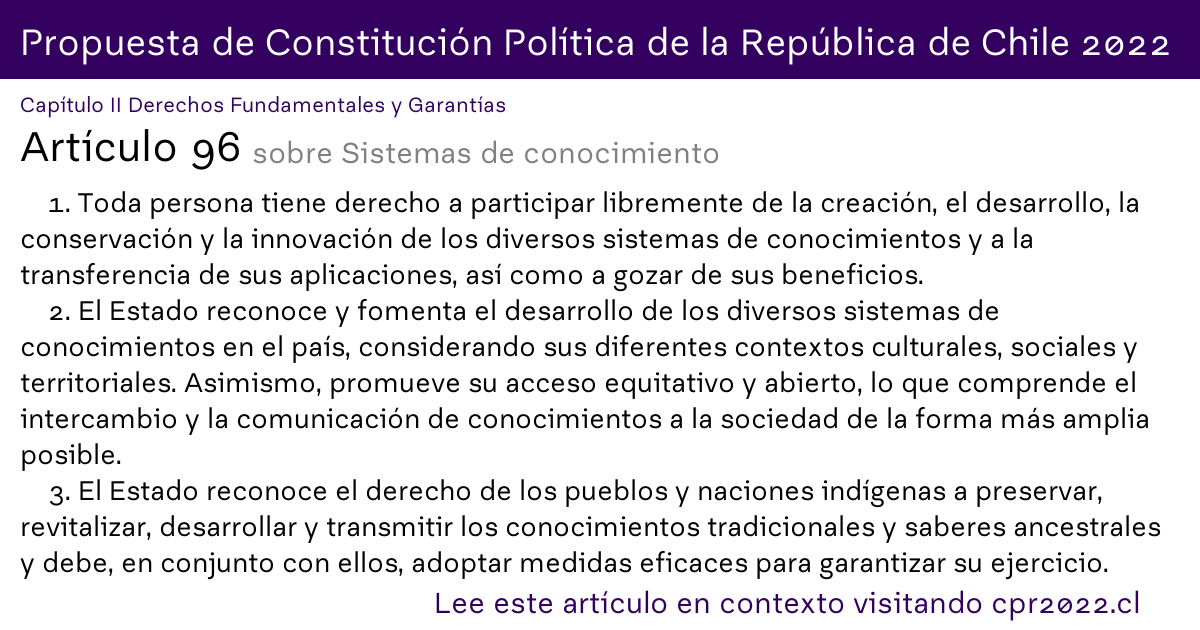 Propuesta de Constitución Política de la República de Chile 2022
Capítulo II Derechos Fundamentales y Garantías
Artículo 96 sobre Sistemas de conocimiento
1. Toda persona tiene derecho a participar libremente de la creación, el desarrollo, la
conservación y la innovación de los diversos sistemas de conocimientos y a la
transferencia de sus aplicaciones, así como a gozar de sus beneficios.
2. El Estado reconoce y fomenta el desarrollo de los diversos sistemas de
conocimientos en el país, considerando sus diferentes contextos culturales, sociales y
territoriales. Asimismo, promueve su acceso equitativo y abierto, lo que comprende el
intercambio y la comunicación de conocimientos a la sociedad de la forma más amplia
posible.
3. El Estado reconoce el derecho de los pueblos y naciones indígenas a preservar,
revitalizar, desarrollar y transmitir los conocimientos tradicionales y saberes ancestrales
y debe, en conjunto con ellos, adoptar medidas eficaces para garantizar su ejercicio.
Lee este artículo en contexto visitando cpr2022.cl